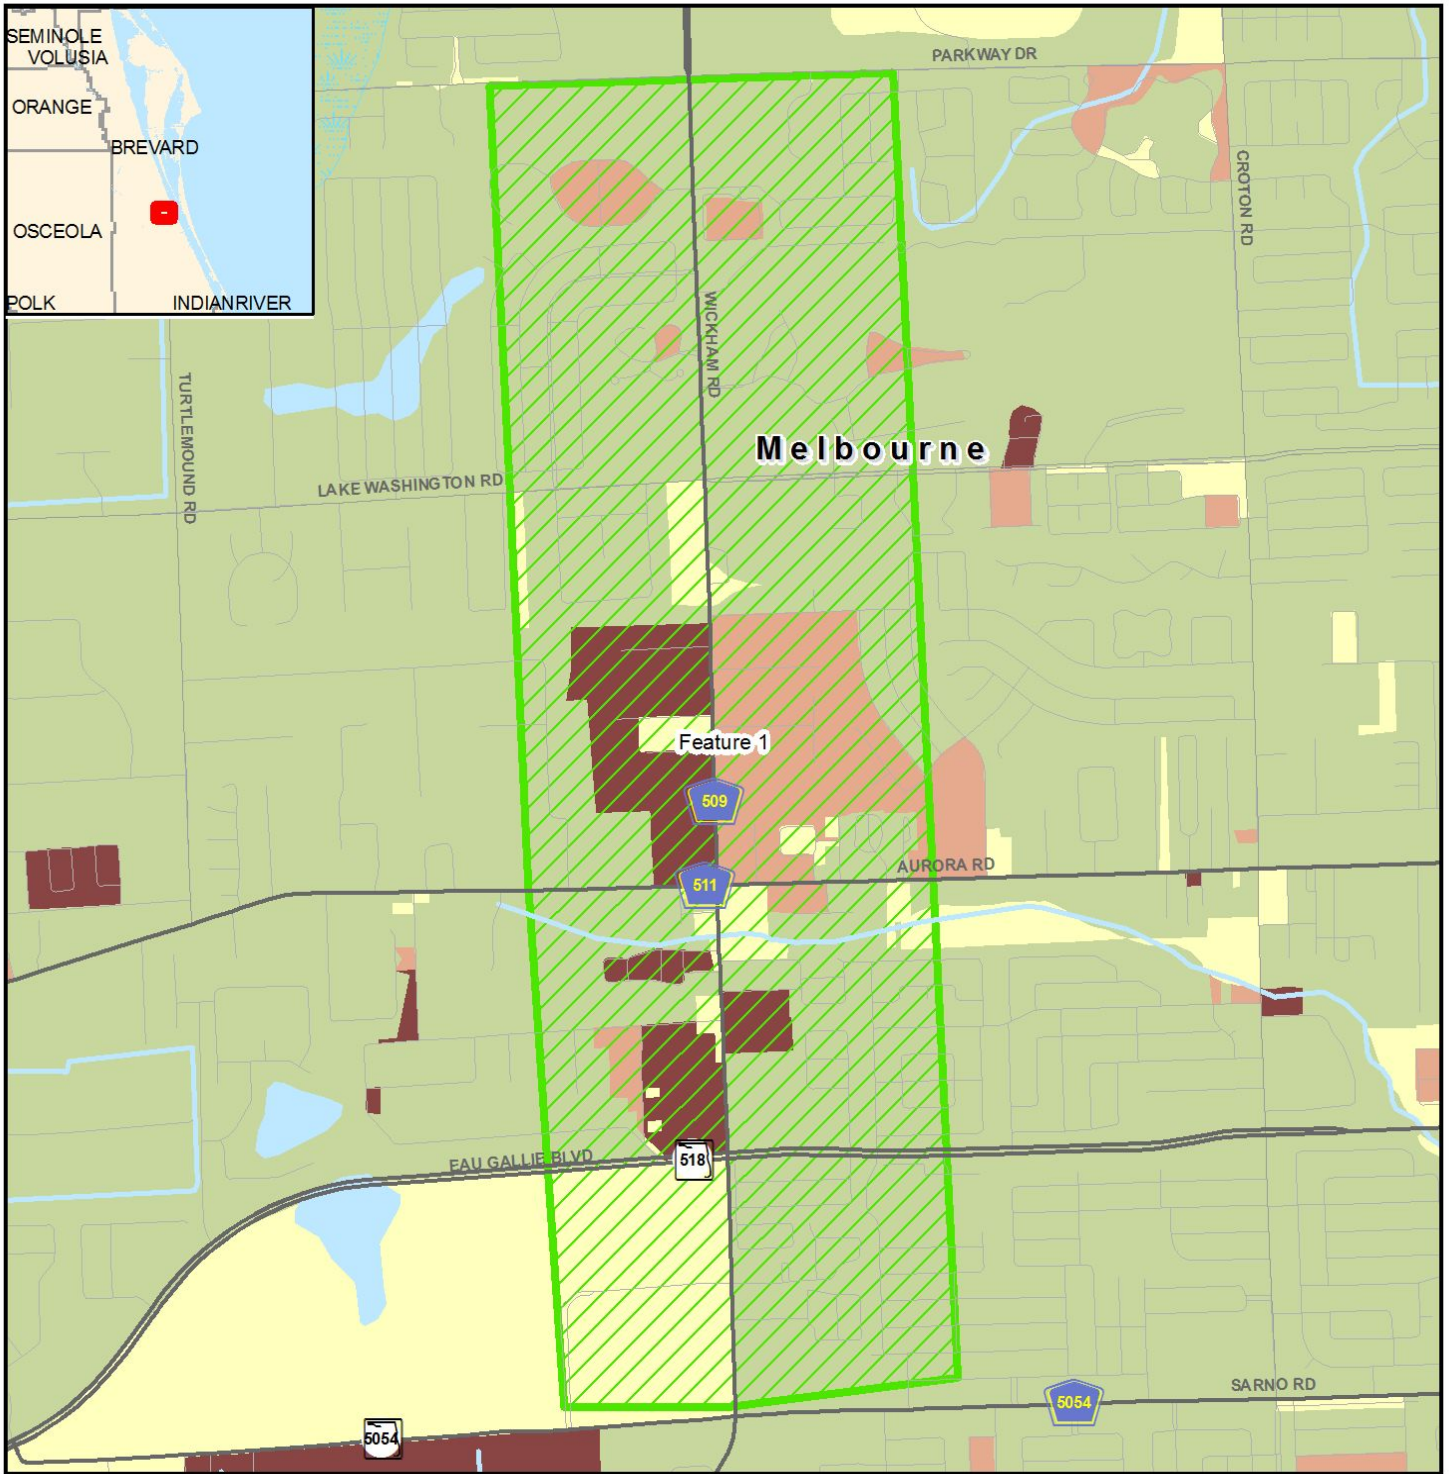 SEMINOLE
VOLUSIA
ORANGE
BREVARD
OSCEOLA
POLK
INDIANRIVER
PARKWAY DR
CROTON RD
WICKHAM RD
TURTLEMOUND RD
Melbourne
LAKE WASHINGTON RD
Feature 1
509
AURORA RD
511
EAU GALLIE BLVD
518
SARNO RD
5054
5054